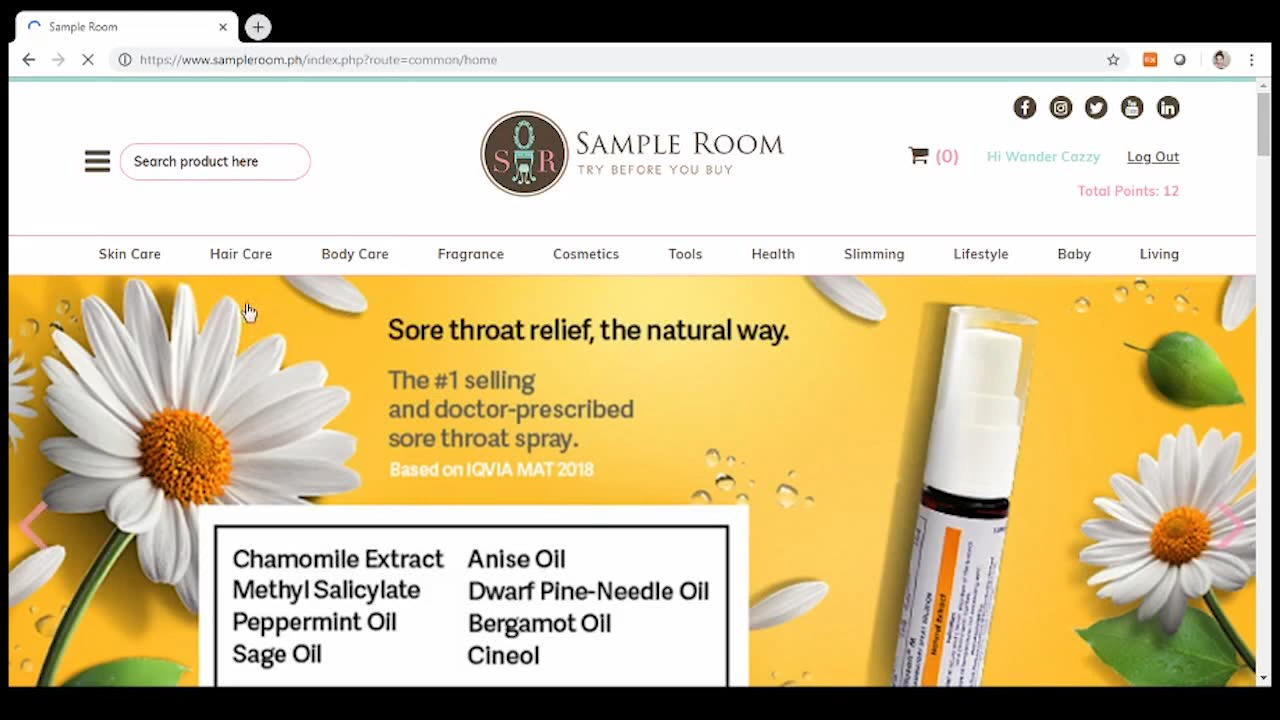 Sample Room
https://www.sampleroom.ph/index.php?route=common/home
Search product here
S R
SAMPLE ROOM
TRY BEFORE YOU BUY
(0)
Hi Wander Cazzy
Log Out
Total Points: 12
Skin Care
Hair Care
Body Care
Fragrance
Cosmetics
Tools
Health
Slimming
Lifestyle
Baby
Living
Sore throat relief, the natural way.
The #1 selling
and doctor-prescribed
sore throat spray.
Based on IQVIA MAT 2018
Chamomile Extract
Anise Oil
Methyl Salicylate
Dwarf Pine-Needle Oil
Peppermint Oil
Bergamot Oil
Sage Oil
Cineol